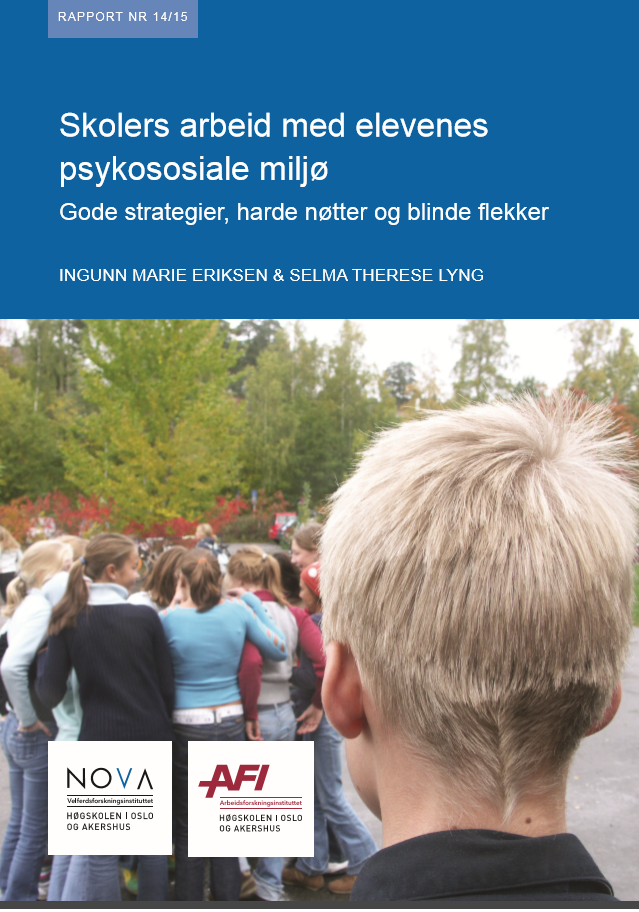 RAPPORT NR 14/15
Skolers arbeid med elevenes
psykososiale miljø
Gode strategier, harde nøtter og blinde flekker
INGUNN MARIE ERIKSEN & SELMA THERESE LYNG
NOVA
Velferdsforskningsinstituttet
HØGSKOLEN I OSLO
OG AKERSHUS
AFI
Arbeidsforskningsinstituttet
HØGSKOLEN I OSLO
OG AKERSHUS